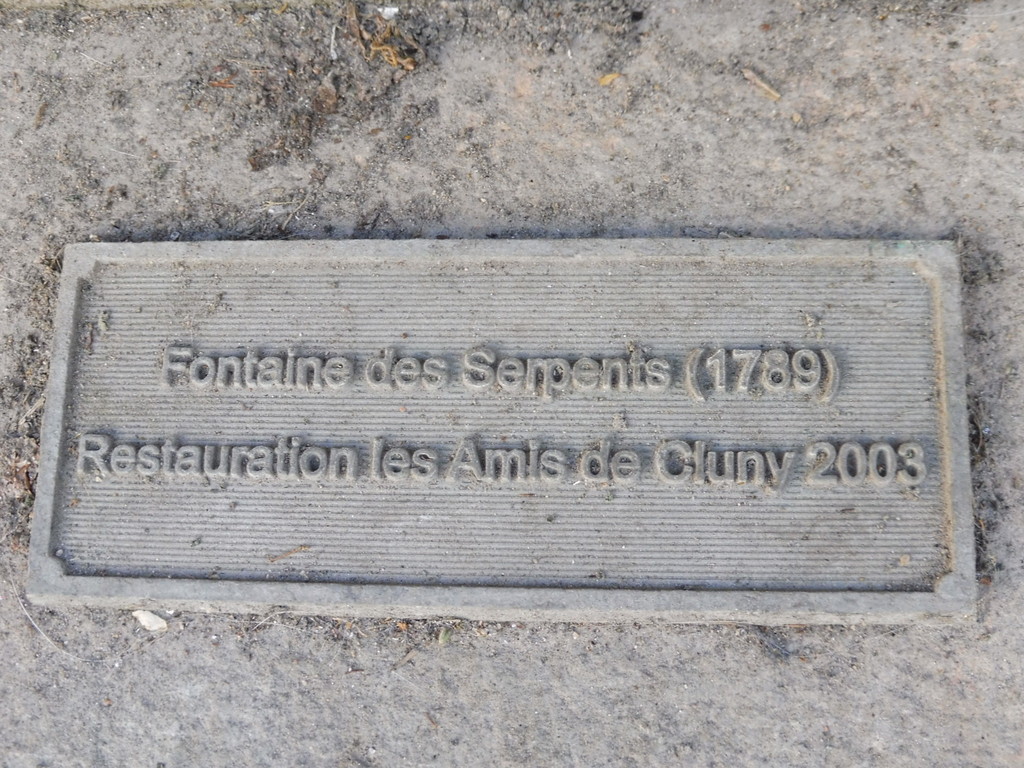 Fontaine des Serpents (1789)
Restauration les Amis de Cluny 2003